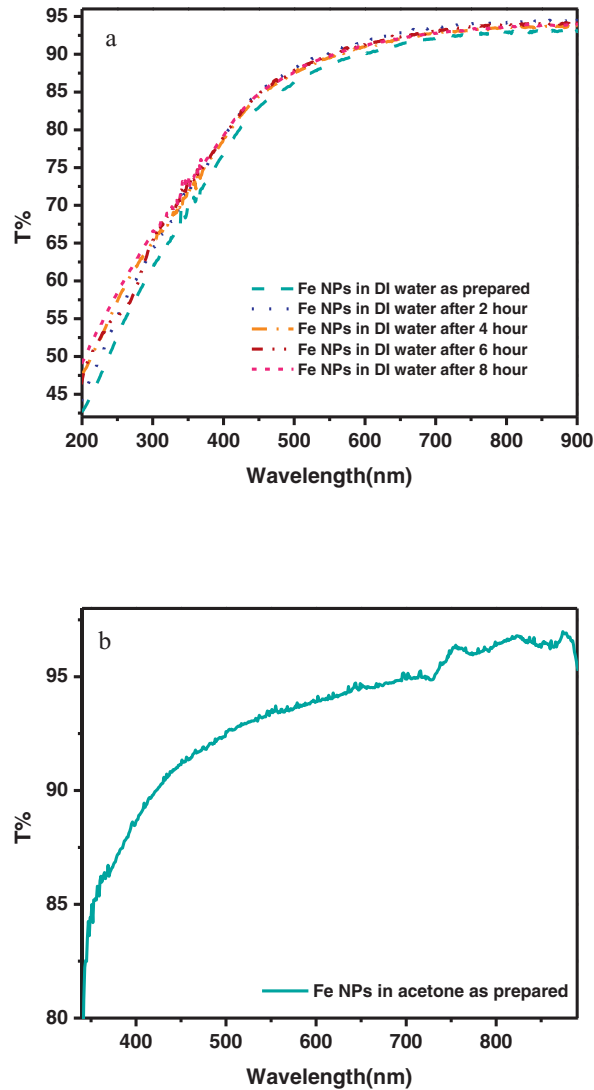 a
95
90
85
80
75
70
65
60
55
50
45
T%
Fe NPs in DI water as prepared
Fe NPs in DI water after 2 hour
Fe NPs in DI water after 4 hour
Fe NPs in DI water after 6 hour
Fe NPs in DI water after 8 hour
200 300 400 500 600 700 800 900
Wavelength(nm)
b
95
90
85
80
T%
Fe NPs in acetone as prepared
400 500 600 700 800
Wavelength(nm)